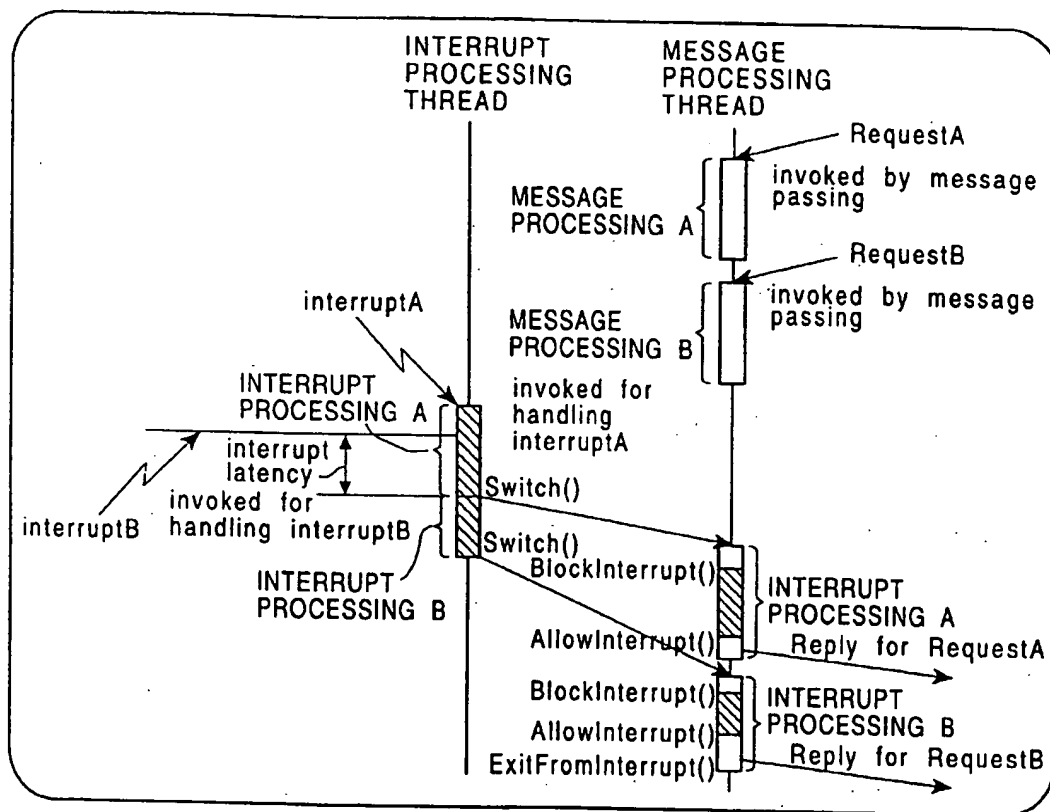 INTERRUPT
PROCESSING
THREAD
MESSAGE
PROCESSING
THREAD
RequestA
invoked by message
passing
MESSAGE
PROCESSING A
RequestB
invoked by message
passing
MESSAGE
PROCESSING B
interruptA
invoked for
handling
interruptA
INTERRUPT
PROCESSING A
interrupt
latency
Switch()
invoked for
handling interruptB
interruptB
Switch()
INTERRUPT
PROCESSING B
BlockInterrupt()
INTERRUPT
PROCESSING A
AllowInterrupt()
Reply for RequestA
BlockInterrupt()
INTERRUPT
PROCESSING B
AllowInterrupt()
Reply for RequestB
ExitFromInterrupt()